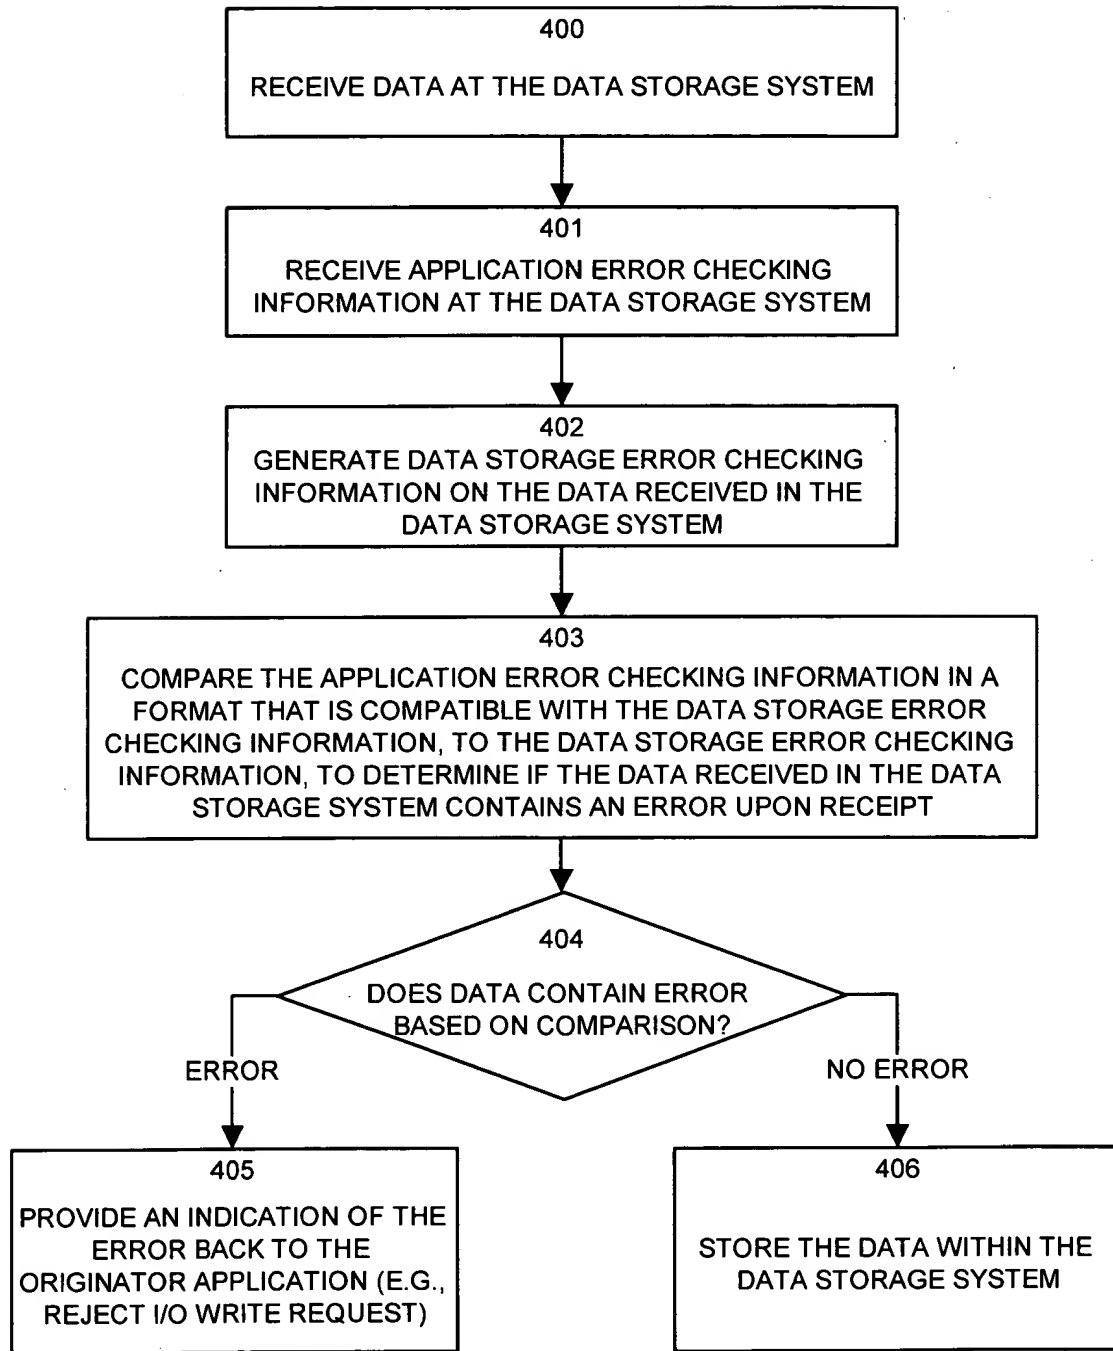 400
RECEIVE DATA AT THE DATA STORAGE SYSTEM
401
RECEIVE APPLICATION ERROR CHECKING
INFORMATION AT THE DATA STORAGE SYSTEM
402
GENERATE DATA STORAGE ERROR CHECKING
INFORMATION ON THE DATA RECEIVED IN THE
DATA STORAGE SYSTEM
403
COMPARE THE APPLICATION ERROR CHECKING INFORMATION IN A
FORMAT THAT IS COMPATIBLE WITH THE DATA STORAGE ERROR
CHECKING INFORMATION, TO THE DATA STORAGE ERROR CHECKING
INFORMATION, TO DETERMINE IF THE DATA RECEIVED IN THE DATA
STORAGE SYSTEM CONTAINS AN ERROR UPON RECEIPT
404
DOES DATA CONTAIN ERROR
BASED ON COMPARISON?
ERROR
NO ERROR
405
PROVIDE AN INDICATION OF THE
ERROR BACK TO THE
ORIGINATOR APPLICATION (E.G.,
REJECT I/O WRITE REQUEST)
406
STORE THE DATA WITHIN THE
DATA STORAGE SYSTEM